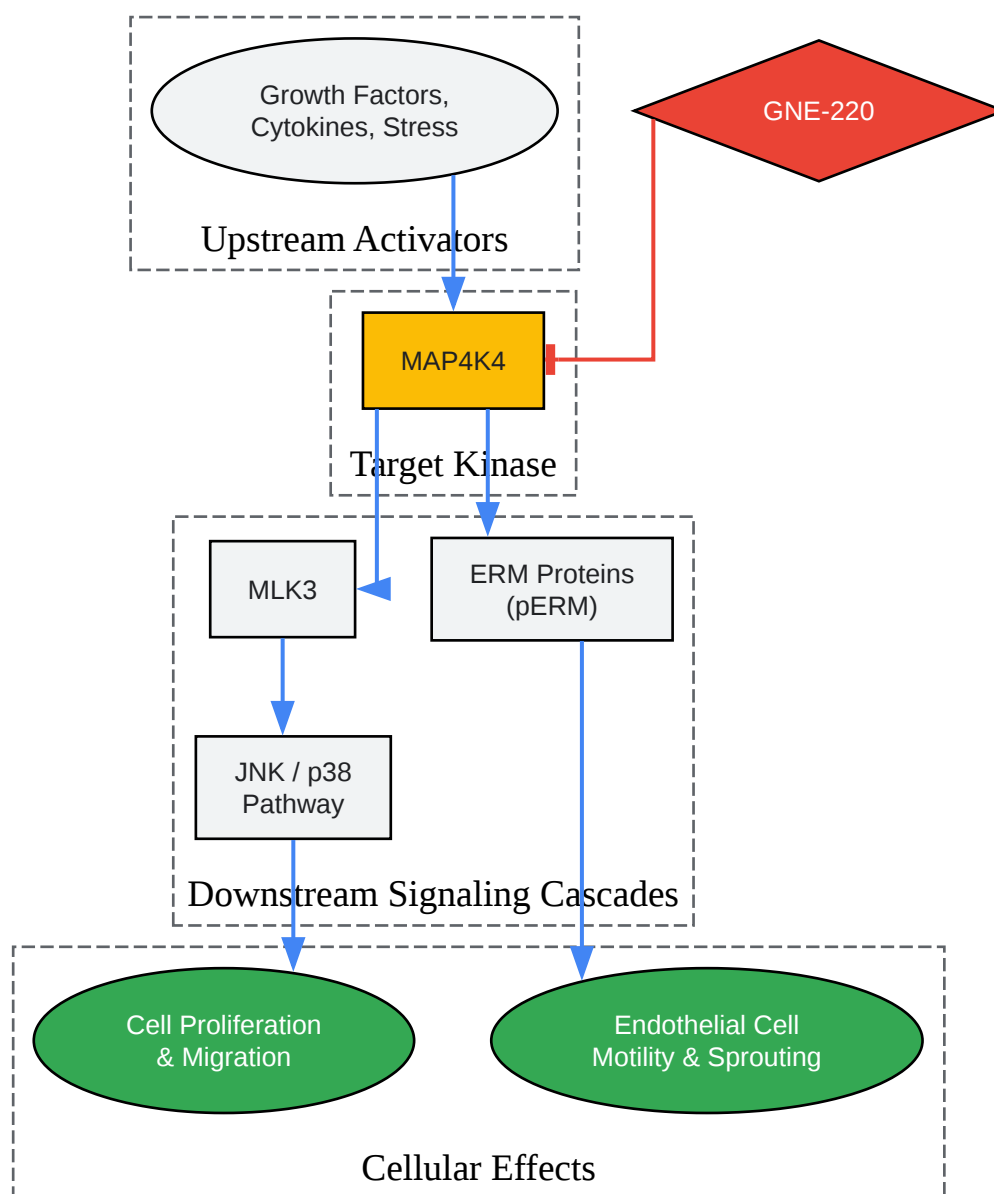 Growth Factors,
Cytokines, Stress
GNE-220
Upstream Activators
MAP4K4
Target Kinase
MLK3
ERM Proteins
(pERM)
JNK / p38
Pathway
Downstream Signaling Cascades
Cell Proliferation
& Migration
Endothelial Cell
Motility & Sprouting
Cellular Effects